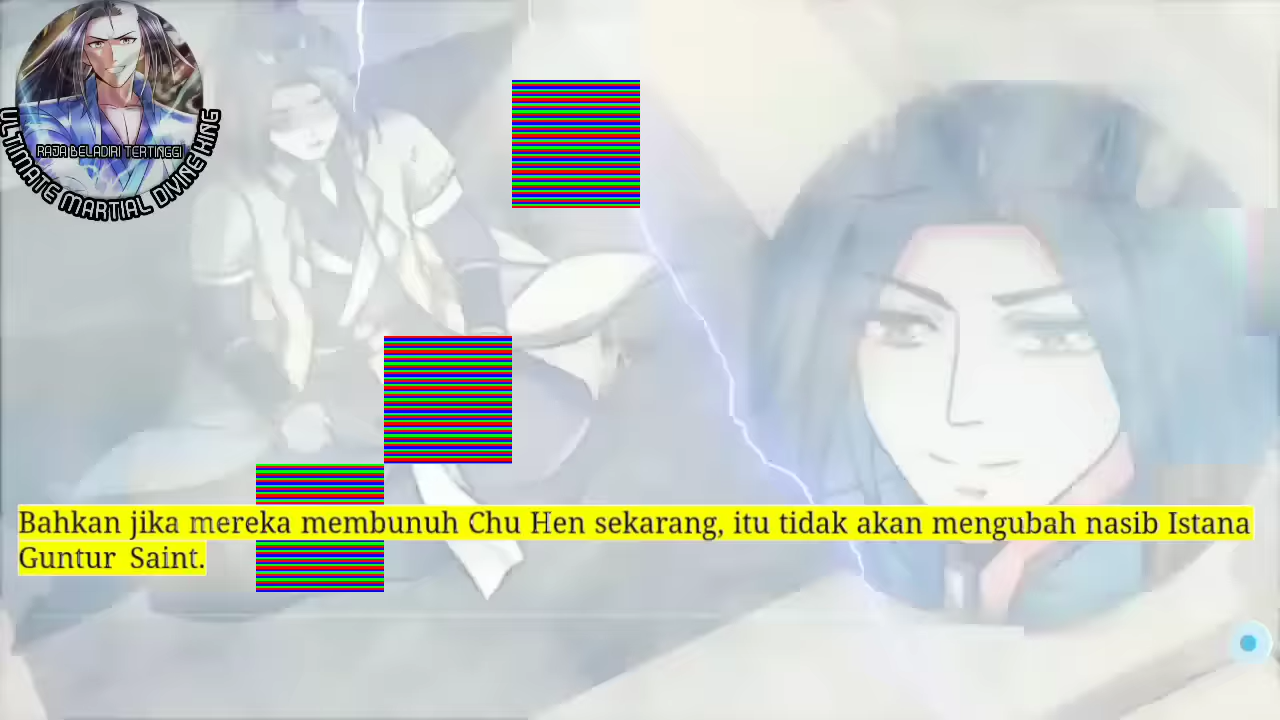 RAJA BELADIRI TERTINGGI
ULTIMATE MARTIAL DIVINE KING
Bahkan jika mereka membunuh Chu Hen sekarang, itu tidak akan mengubah nasib Istana
Guntur Saint.